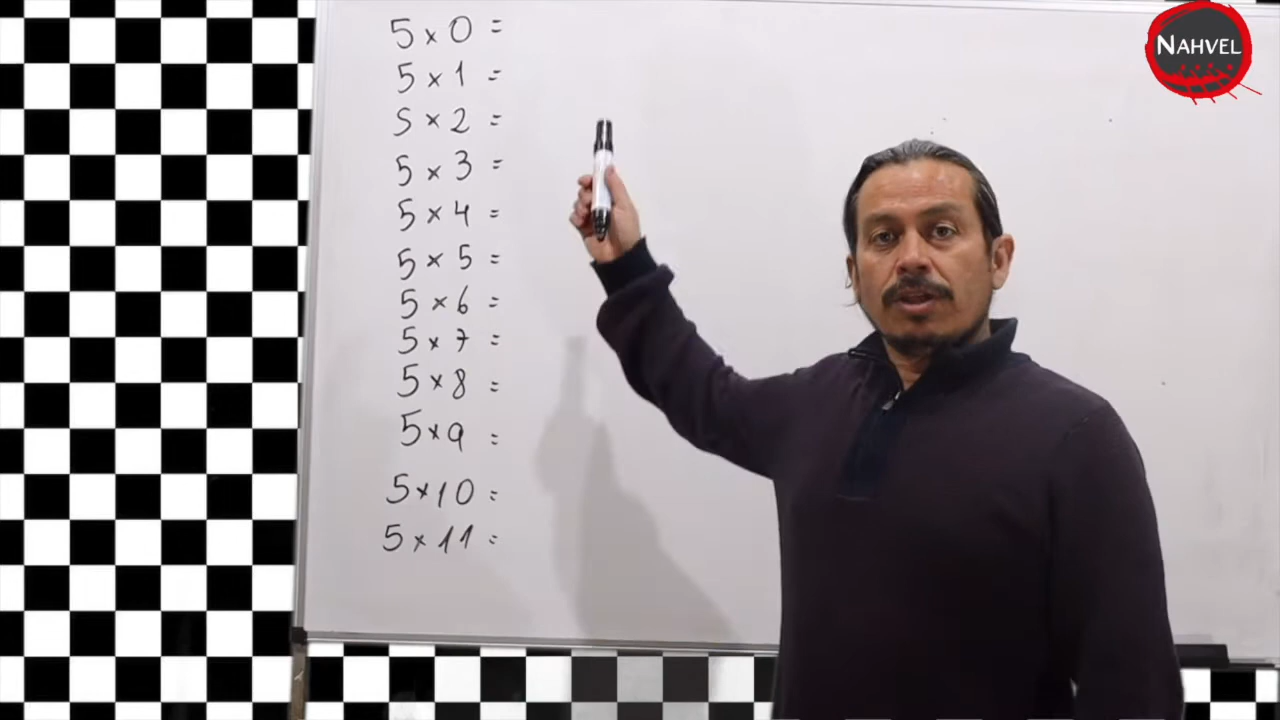 5 x 0 =
5 x 1 =
5 x 2 =
5 x 3 =
5 x 4 =
5 x 5 =
5 x 6 =
5 x 7 =
5 x 8 =
5 x 9 =
5 x 10 =
5 x 11 =
NAHVEL